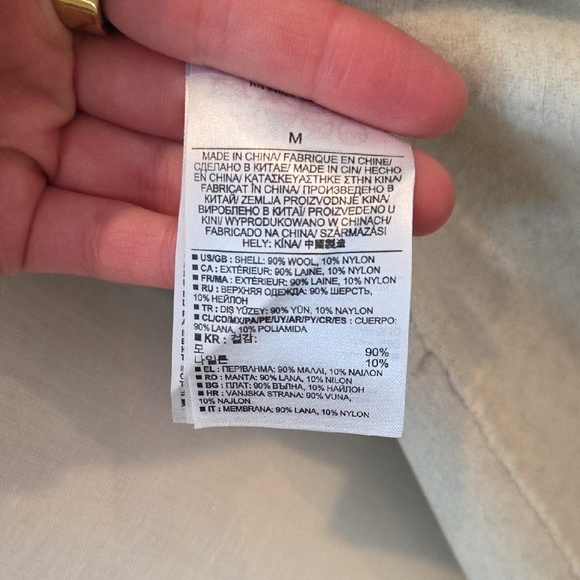 M
MADE IN CHINA/ FABRIQUE EN CHINE/
СДЕЛАНО В КИТАЕ/ MADE IN CIN/ HECHO
EN CHINA/ ΚΑΤΑΣΚΕΥΑΣΤΗΚΕ ΣΤΗΝ ΚΙΝΑ/
FABRICAT ÎN CHINA/ ПРОИЗВЕДЕНО В
КИТАЙ/ ZEMLJA PROIZVODNJE KINA/
ВИРОБЛЕНО В КИТАЇ/ PROIZVEDENO U
KINI/ WYPRODUKOWANO W CHINACH/
FABRICADO NA CHINA/ SZÁRMAZÁSI
HELY: KÍNA/ 中國製造
■ US/GB : SHELL: 90% WOOL, 10% NYLON
■ CA : EXTÉRIEUR: 90% LAINE, 10% NYLON
■ FR/MA : EXTÉRIEUR: 90% LAINE, 10% NYLON
■ RU : ВЕРХНЯЯ ОДЕЖДА: 90% ШЕРСТЬ,
10% НЕЙЛОН
■ TR : DIŞ YÜZEY: 90% YÜN, 10% NAYLON
■ CL/CO/MX/PA/PE/UY/AR/PY/CR/ES : CUERPO:
90% LANA, 10% POLIAMIDA
■ KR : 겉감:
모 90%
나일론 10%
■ EL : ΠΕΡΙΒΛΗΜΑ: 90% ΜΑΛΛΙ, 10% ΝΑΙΛΟΝ
■ RO : MANTA: 90% LANA, 10% NILON
■ BG : ПЛАТ: 90% ВЪЛНА, 10% НАЙЛОН
■ HR : VANJSKA STRANA: 90% VUNA,
10% NAJLON
■ IT : MEMBRANA: 90% LANA, 10% NYLON